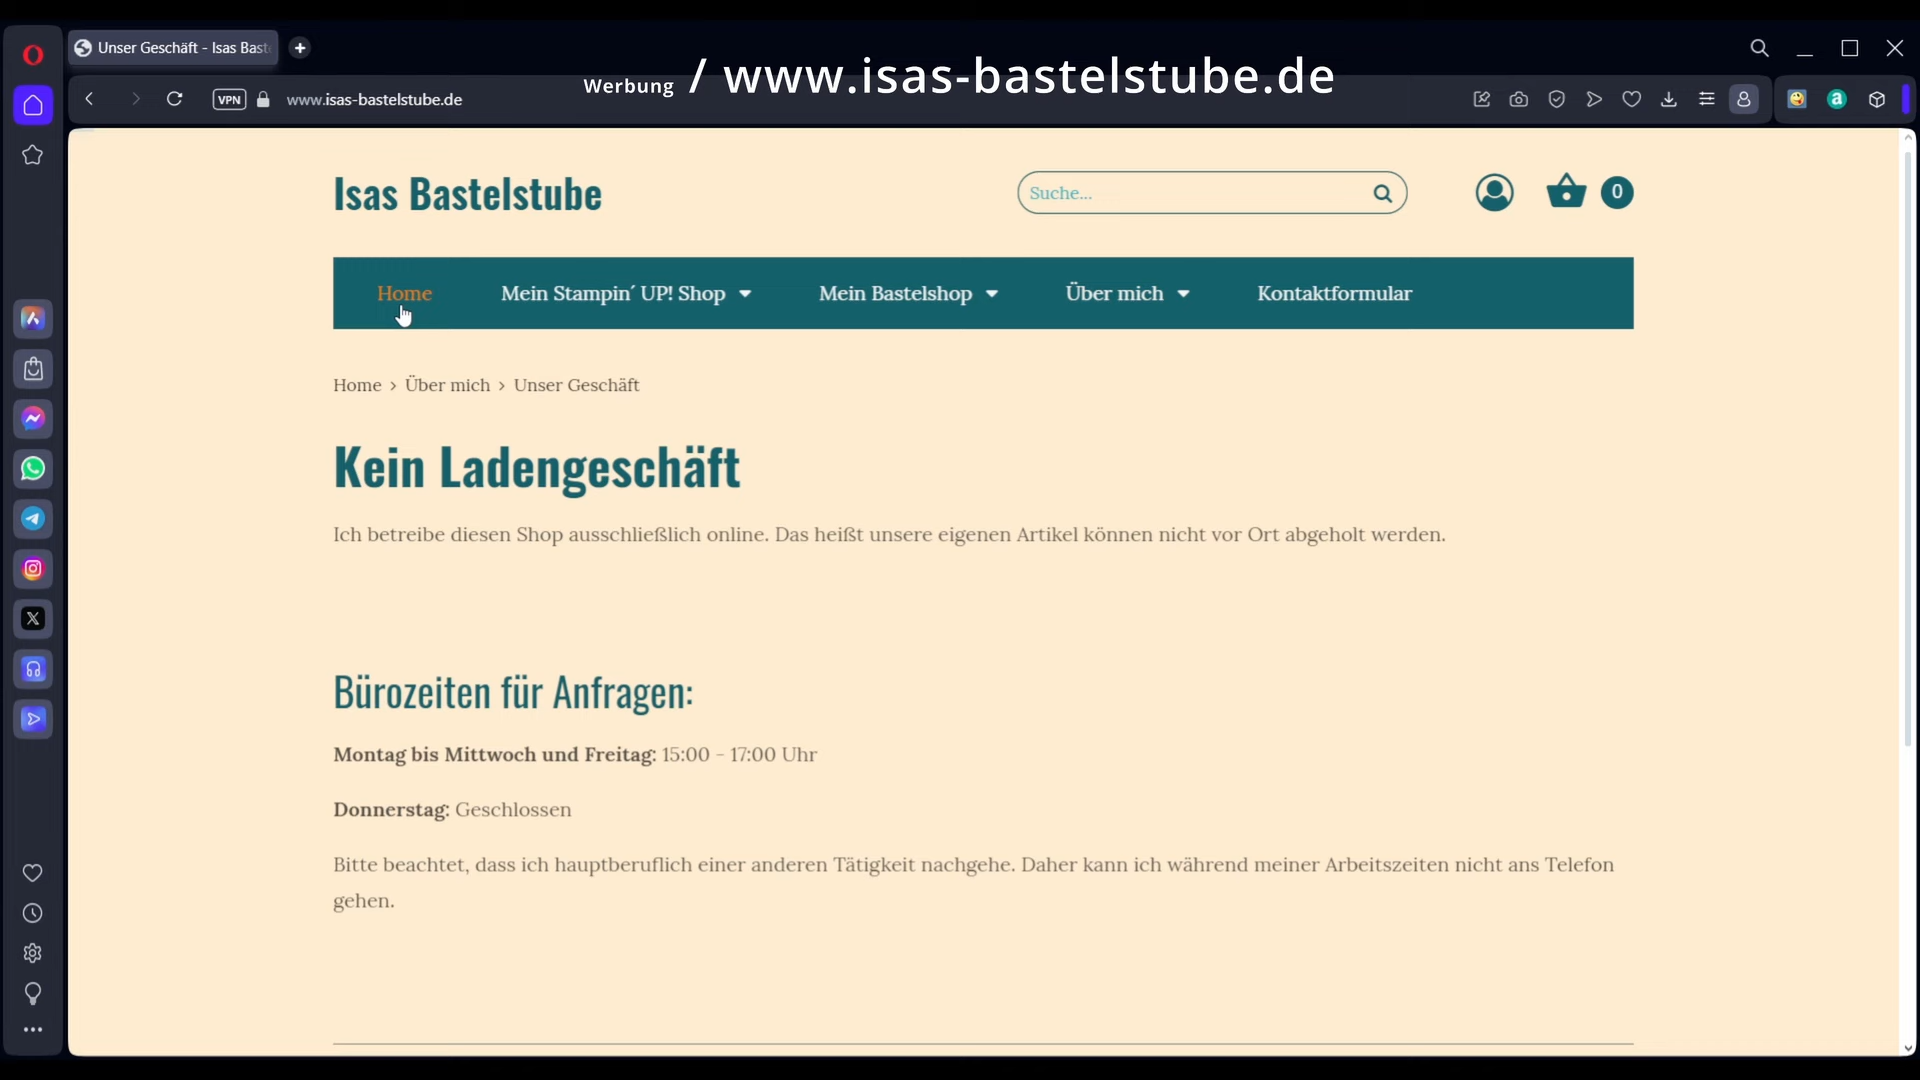 Unser Geschäft - Isas Bast
Werbung / www.isas-bastelstube.de
VPN
www.isas-bastelstube.de
Isas Bastelstube
Suche...
0
Home
Mein Stampin´ UP! Shop
Mein Bastelshop
Über mich
Kontaktformular
Home › Über mich › Unser Geschäft
Kein Ladengeschäft
Ich betreibe diesen Shop ausschließlich online. Das heißt unsere eigenen Artikel können nicht vor Ort abgeholt werden.
Bürozeiten für Anfragen:
Montag bis Mittwoch und Freitag: 15:00 - 17:00 Uhr
Donnerstag: Geschlossen
Bitte beachtet, dass ich hauptberuflich einer anderen Tätigkeit nachgehe. Daher kann ich während meiner Arbeitszeiten nicht ans Telefon
gehen.